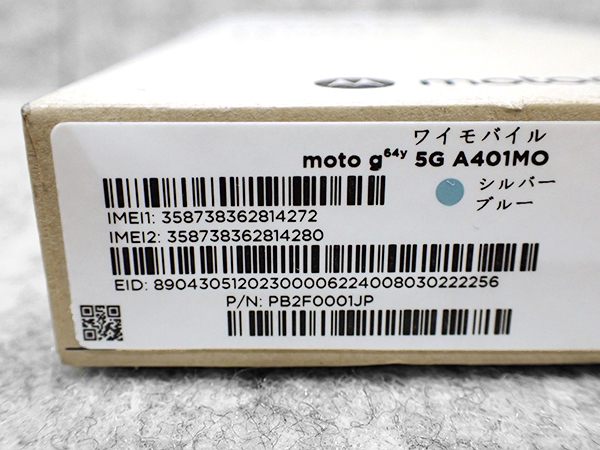 ワイモバイル
moto g64y 5G A401MO
シルバー
ブルー
IMEI1: 358738362814272
IMEI2: 358738362814280
EID: 89043051202300006224008030222256
P/N: PB2F0001JP